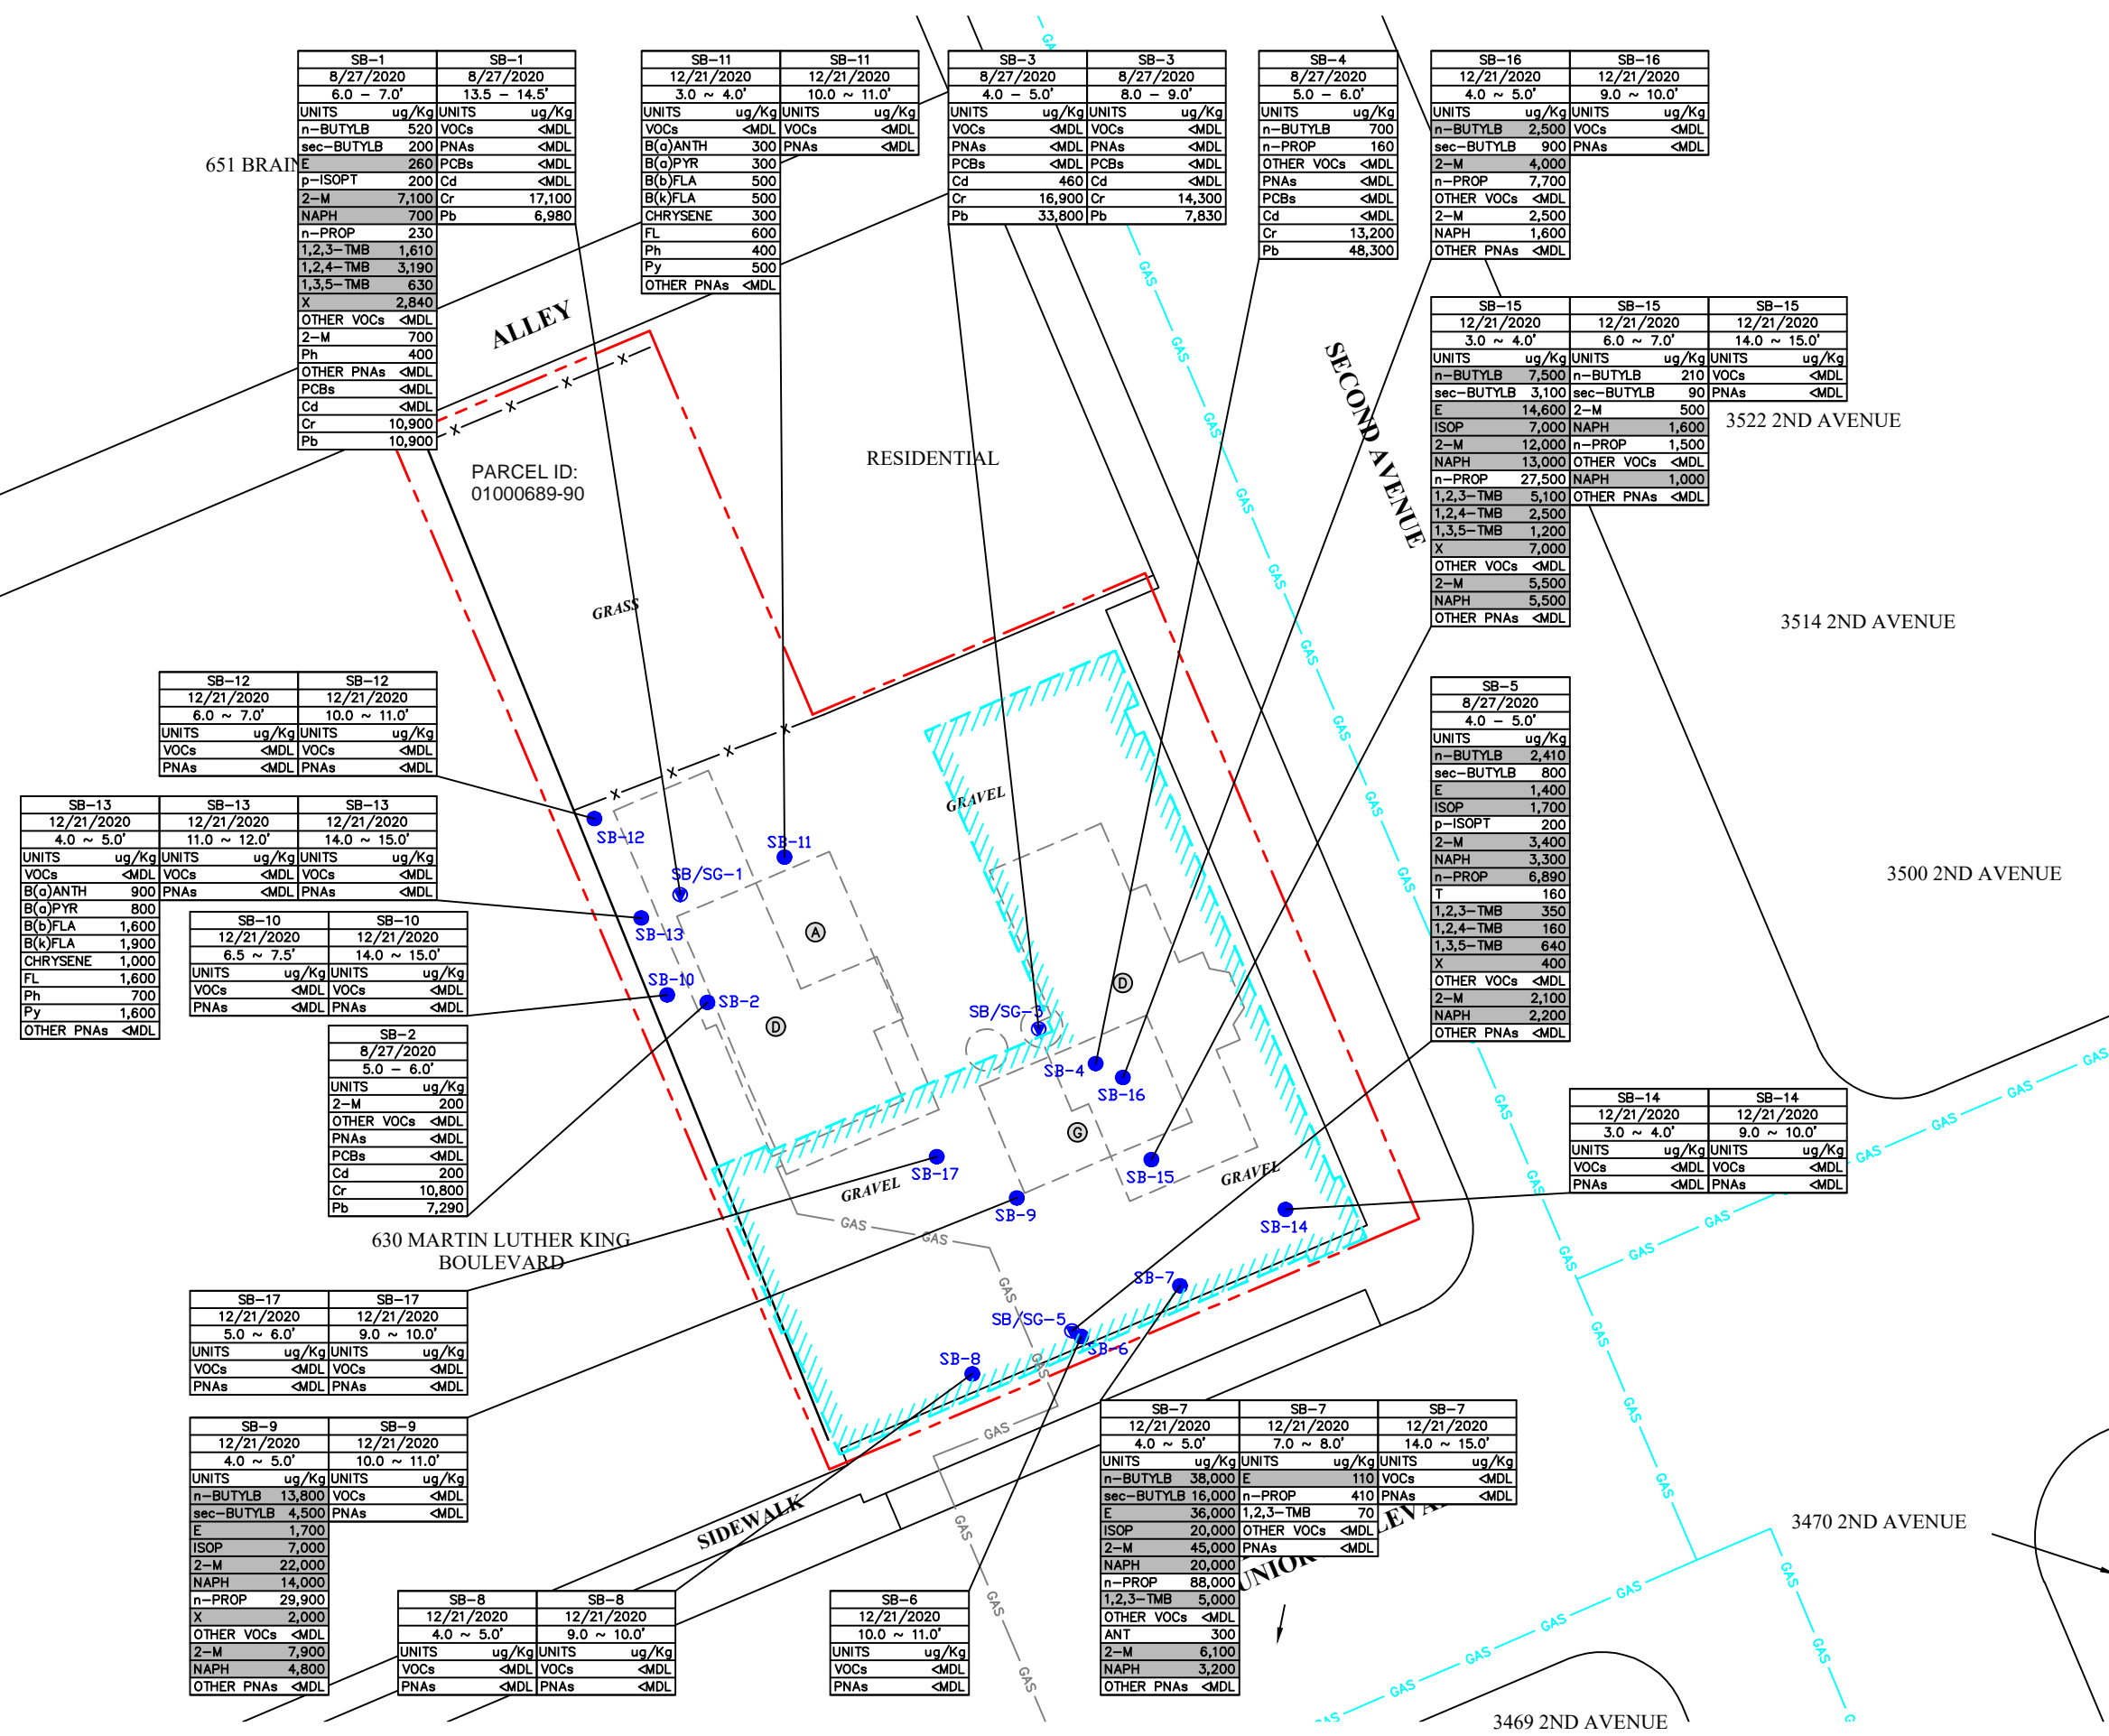 SB-1 SB-1
8/27/2020 8/27/2020
6.0 - 7.0' 13.5 - 14.5'
UNITS ug/Kg UNITS ug/Kg
n-BUTYLB 520 VOCs <MDL
sec-BUTYLB 200 PNAs <MDL
E 260 PCBs <MDL
p-ISOPT 200 Cd <MDL
2-M 7,100 Cr 17,100
NAPH 700 Pb 6,980
n-PROP 230
1,2,3-TMB 1,610
1,2,4-TMB 3,190
1,3,5-TMB 630
X 2,840
OTHER VOCs <MDL
2-M 700
Ph 400
OTHER PNAs <MDL
PCBs <MDL
Cd <MDL
Cr 10,900
Pb 10,900
SB-11 SB-11
12/21/2020 12/21/2020
3.0 ~ 4.0' 10.0 ~ 11.0'
UNITS ug/Kg UNITS ug/Kg
VOCs <MDL VOCs <MDL
B(a)ANTH 300 PNAs <MDL
B(a)PYR 300
B(b)FLA 500
B(k)FLA 500
CHRYSENE 300
FL 600
Ph 400
Py 500
OTHER PNAs <MDL
SB-3 SB-3
8/27/2020 8/27/2020
4.0 - 5.0' 8.0 - 9.0'
UNITS ug/Kg UNITS ug/Kg
VOCs <MDL VOCs <MDL
PNAs <MDL PNAs <MDL
PCBs <MDL PCBs <MDL
Cd 460 Cd <MDL
Cr 16,900 Cr 14,300
Pb 33,800 Pb 7,830
SB-4
8/27/2020
5.0 - 6.0'
UNITS ug/Kg
n-BUTYLB 700
n-PROP 160
OTHER VOCs <MDL
PNAs <MDL
PCBs <MDL
Cd <MDL
Cr 13,200
Pb 48,300
SB-16 SB-16
12/21/2020 12/21/2020
4.0 ~ 5.0' 9.0 ~ 10.0'
UNITS ug/Kg UNITS ug/Kg
n-BUTYLB 2,500 VOCs <MDL
sec-BUTYLB 900 PNAs <MDL
2-M 4,000
n-PROP 7,700
OTHER VOCs <MDL
2-M 2,500
NAPH 1,600
OTHER PNAs <MDL
SB-15 SB-15 SB-15
12/21/2020 12/21/2020 12/21/2020
3.0 ~ 4.0' 6.0 ~ 7.0' 14.0 ~ 15.0'
UNITS ug/Kg UNITS ug/Kg UNITS ug/Kg
n-BUTYLB 7,500 n-BUTYLB 210 VOCs <MDL
sec-BUTYLB 3,100 sec-BUTYLB 90 PNAs <MDL
E 14,600 2-M 500
ISOP 7,000 NAPH 1,600
2-M 12,000 n-PROP 1,500
NAPH 13,000 OTHER VOCs <MDL
n-PROP 27,500 NAPH 1,000
1,2,3-TMB 5,100 OTHER PNAs <MDL
1,2,4-TMB 2,500
1,3,5-TMB 1,200
X 7,000
OTHER VOCs <MDL
2-M 5,500
NAPH 5,500
OTHER PNAs <MDL
651 BRAIN
ALLEY
PARCEL ID:
01000689-90
RESIDENTIAL
SECOND AVENUE
3522 2ND AVENUE
3514 2ND AVENUE
3500 2ND AVENUE
GRASS
GAS
GAS
GAS
GAS
GAS
GAS
GAS
GAS
GAS
GAS
GAS
GAS
SB-12 SB-12
12/21/2020 12/21/2020
6.0 ~ 7.0' 10.0 ~ 11.0'
UNITS ug/Kg UNITS ug/Kg
VOCs <MDL VOCs <MDL
PNAs <MDL PNAs <MDL
SB-13 SB-13 SB-13
12/21/2020 12/21/2020 12/21/2020
4.0 ~ 5.0' 11.0 ~ 12.0' 14.0 ~ 15.0'
UNITS ug/Kg UNITS ug/Kg UNITS ug/Kg
VOCs <MDL VOCs <MDL VOCs <MDL
B(a)ANTH 900 PNAs <MDL PNAs <MDL
B(a)PYR 800
B(b)FLA 1,600
B(k)FLA 1,900
CHRYSENE 1,000
FL 1,600
Ph 700
Py 1,600
OTHER PNAs <MDL
SB-10 SB-10
12/21/2020 12/21/2020
6.5 ~ 7.5' 14.0 ~ 15.0'
UNITS ug/Kg UNITS ug/Kg
VOCs <MDL VOCs <MDL
PNAs <MDL PNAs <MDL
SB-2
8/27/2020
5.0 - 6.0'
UNITS ug/Kg
2-M 200
OTHER VOCs <MDL
PNAs <MDL
PCBs <MDL
Cd 200
Cr 10,800
Pb 7,290
SB-5
8/27/2020
4.0 - 5.0'
UNITS ug/Kg
n-BUTYLB 2,410
sec-BUTYLB 800
E 1,400
ISOP 1,700
p-ISOPT 200
2-M 3,400
NAPH 3,300
n-PROP 6,890
T 160
1,2,3-TMB 350
1,2,4-TMB 160
1,3,5-TMB 640
X 400
OTHER VOCs <MDL
2-M 2,100
NAPH 2,200
OTHER PNAs <MDL
SB-14 SB-14
12/21/2020 12/21/2020
3.0 ~ 4.0' 9.0 ~ 10.0'
UNITS ug/Kg UNITS ug/Kg
VOCs <MDL VOCs <MDL
PNAs <MDL PNAs <MDL
GRAVEL
SB-12
SB-11
SB/SG-1
SB-13
A
SB-10
SB-2
D
D
SB/SG-3
SB-4
SB-16
G
SB-17
SB-15
GRAVEL
GRAVEL
SB-9
SB-14
SB-7
SB/SG-5
SB-6
SB-8
GAS
GAS
GAS
GAS
GAS
GAS
GAS
GAS
630 MARTIN LUTHER KING
BOULEVARD
SB-17 SB-17
12/21/2020 12/21/2020
5.0 ~ 6.0' 9.0 ~ 10.0'
UNITS ug/Kg UNITS ug/Kg
VOCs <MDL VOCs <MDL
PNAs <MDL PNAs <MDL
SB-9 SB-9
12/21/2020 12/21/2020
4.0 ~ 5.0' 10.0 ~ 11.0'
UNITS ug/Kg UNITS ug/Kg
n-BUTYLB 13,800 VOCs <MDL
sec-BUTYLB 4,500 PNAs <MDL
E 1,700
ISOP 7,000
2-M 22,000
NAPH 14,000
n-PROP 29,900
X 2,000
OTHER VOCs <MDL
2-M 7,900
NAPH 4,800
OTHER PNAs <MDL
SIDEWALK
SB-8 SB-8
12/21/2020 12/21/2020
4.0 ~ 5.0' 9.0 ~ 10.0'
UNITS ug/Kg UNITS ug/Kg
VOCs <MDL VOCs <MDL
PNAs <MDL PNAs <MDL
SB-6
12/21/2020
10.0 ~ 11.0'
UNITS ug/Kg
VOCs <MDL
PNAs <MDL
SB-7 SB-7 SB-7
12/21/2020 12/21/2020 12/21/2020
4.0 ~ 5.0' 7.0 ~ 8.0' 14.0 ~ 15.0'
UNITS ug/Kg UNITS ug/Kg UNITS ug/Kg
n-BUTYLB 38,000 E 110 VOCs <MDL
sec-BUTYLB 16,000 n-PROP 410 PNAs <MDL
E 36,000 1,2,3-TMB 70
ISOP 20,000 OTHER VOCs <MDL
2-M 45,000 PNAs <MDL
NAPH 20,000
n-PROP 88,000
1,2,3-TMB 5,000
OTHER VOCs <MDL
ANT 300
2-M 6,100
NAPH 3,200
OTHER PNAs <MDL
3470 2ND AVENUE
3469 2ND AVENUE
GAS
GAS
GAS
GAS
GAS
GAS
GAS
GAS
GAS